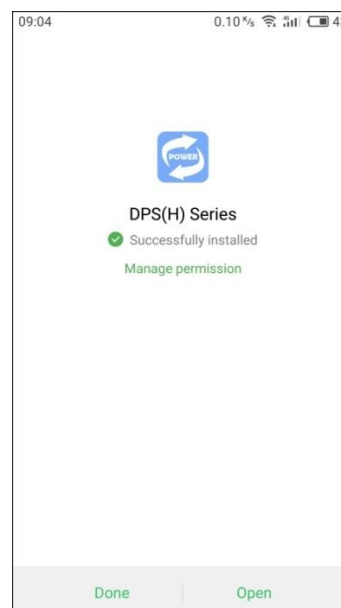 09:04
0.10 K/s
POWER
DPS(H) Series
Successfully installed
Manage permission
Done
Open